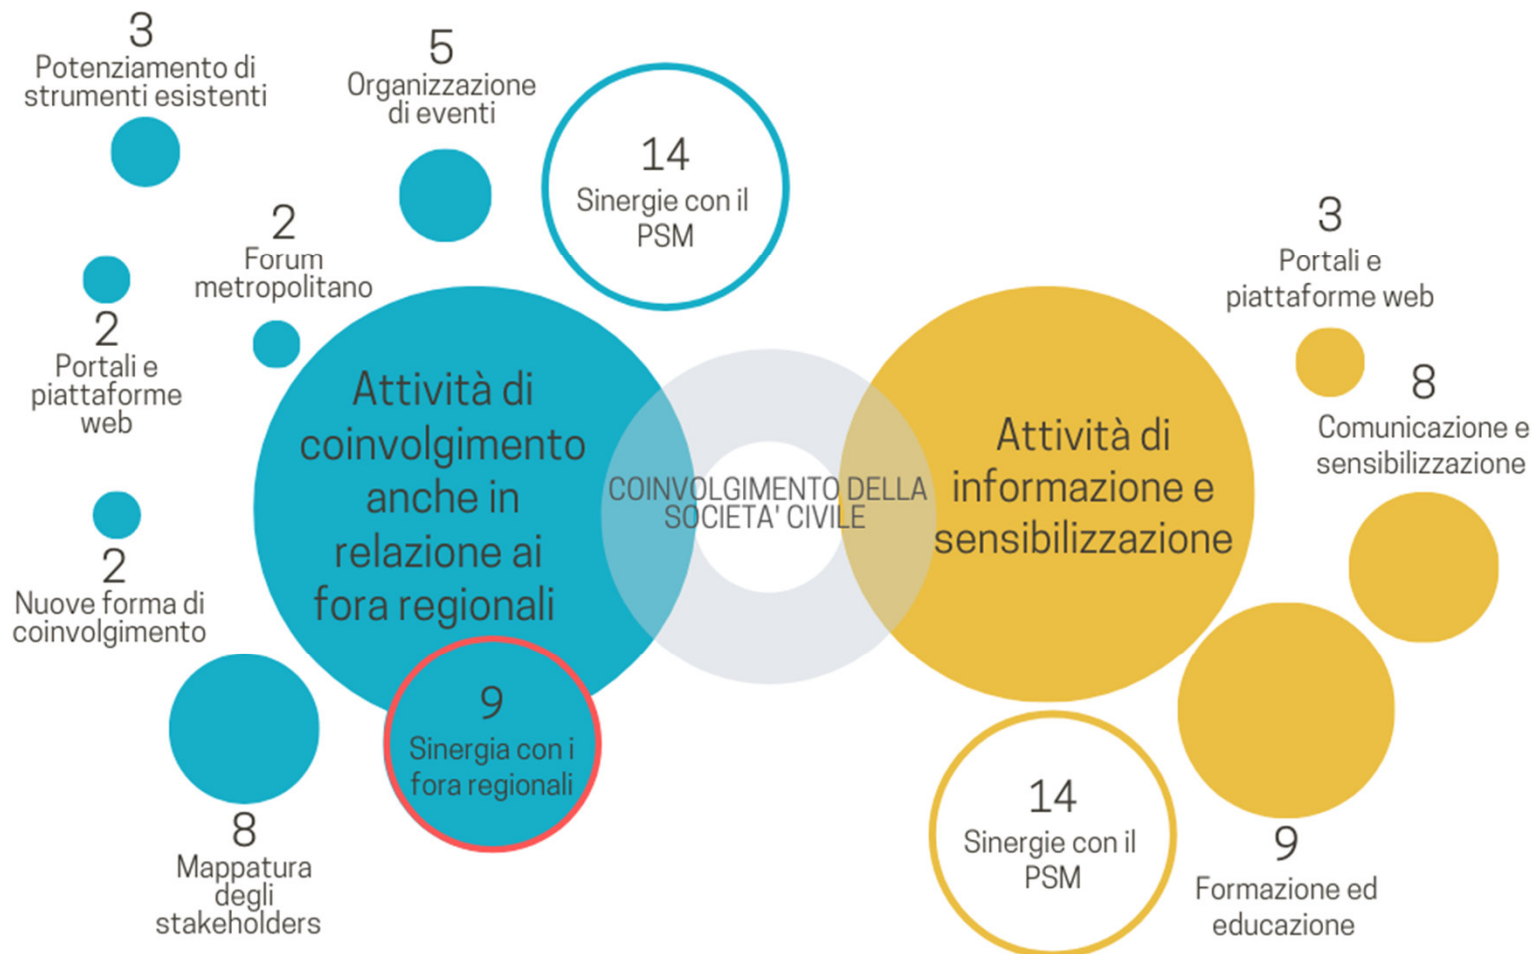 3
Potenziamento di
strumenti esistenti
5
Organizzazione
di eventi
14
Sinergie con il
PSM
2
Forum
metropolitano
2
Portali e
piattaforme
web
2
Nuove forma di
coinvolgimento
8
Mappatura
degli
stakeholders
Attività di
coinvolgimento
anche in
relazione ai
fora regionali
9
Sinergia con i
fora regionali
COINVOLGIMENTO DELLA
SOCIETA' CIVILE
Attività di
informazione e
sensibilizzazione
3
Portali e
piattaforme web
8
Comunicazione e
sensibilizzazione
14
Sinergie con il
PSM
9
Formazione ed
educazione